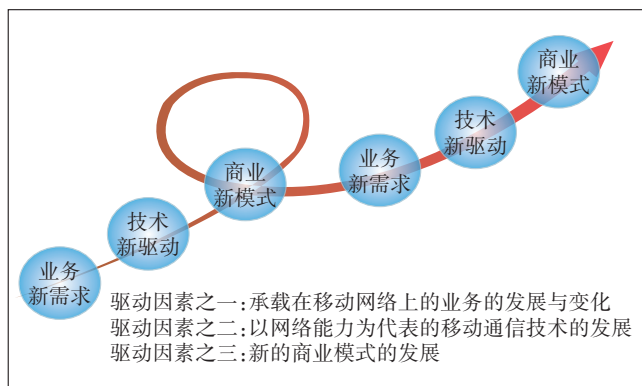 业务
新需求
技术
新驱动
商业
新模式
业务
新需求
技术
新驱动
商业
新模式
驱动因素之一:承载在移动网络上的业务的发展与变化
驱动因素之二:以网络能力为代表的移动通信技术的发展
驱动因素之三:新的商业模式的发展